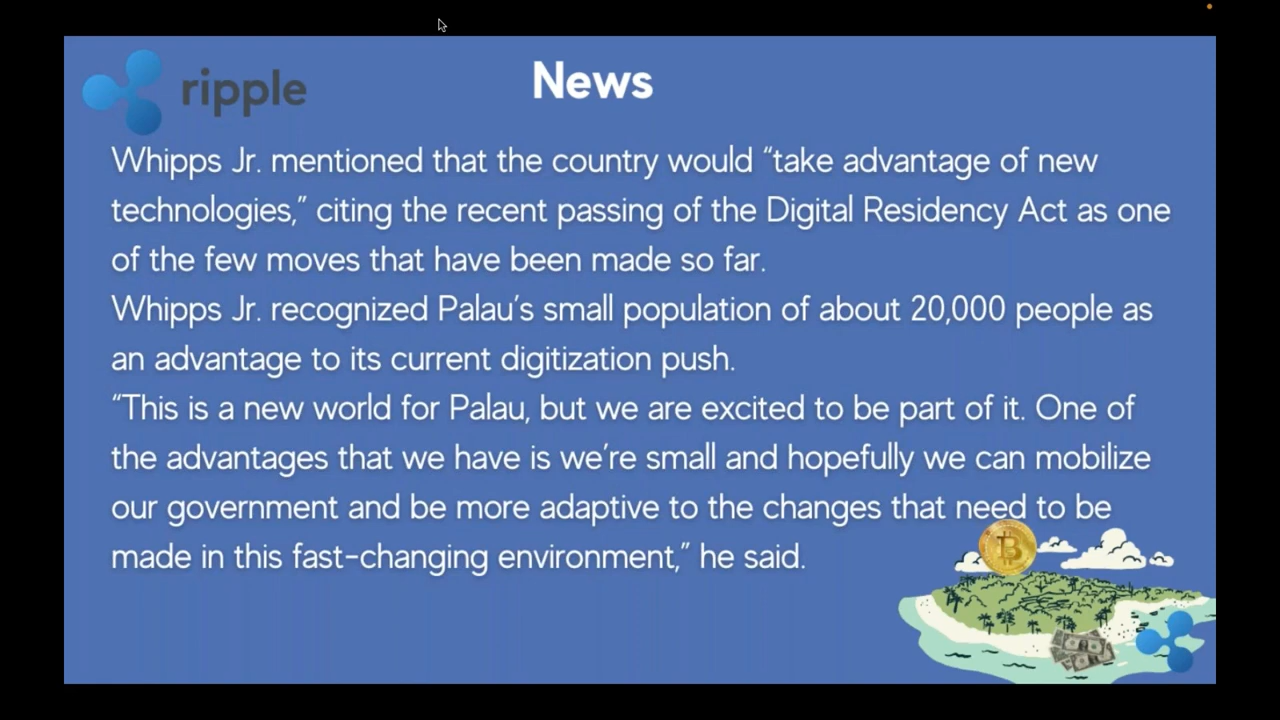 ripple
News
Whipps Jr. mentioned that the country would “take advantage of new
technologies,” citing the recent passing of the Digital Residency Act as one
of the few moves that have been made so far.
Whipps Jr. recognized Palau’s small population of about 20,000 people as
an advantage to its current digitization push.
“This is a new world for Palau, but we are excited to be part of it. One of
the advantages that we have is we’re small and hopefully we can mobilize
our government and be more adaptive to the changes that need to be
made in this fast-changing environment,” he said.